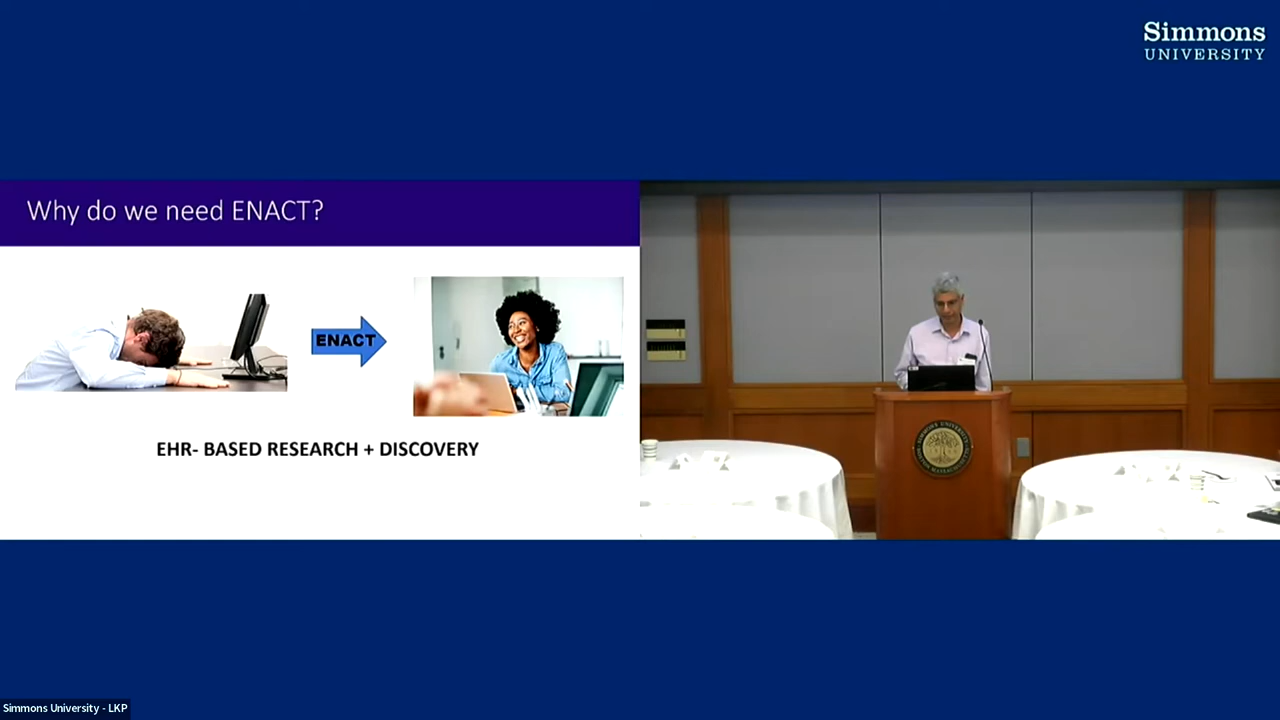 Simmons
UNIVERSITY
Why do we need ENACT?
ENACT
EHR- BASED RESEARCH + DISCOVERY
Simmons University - LKP